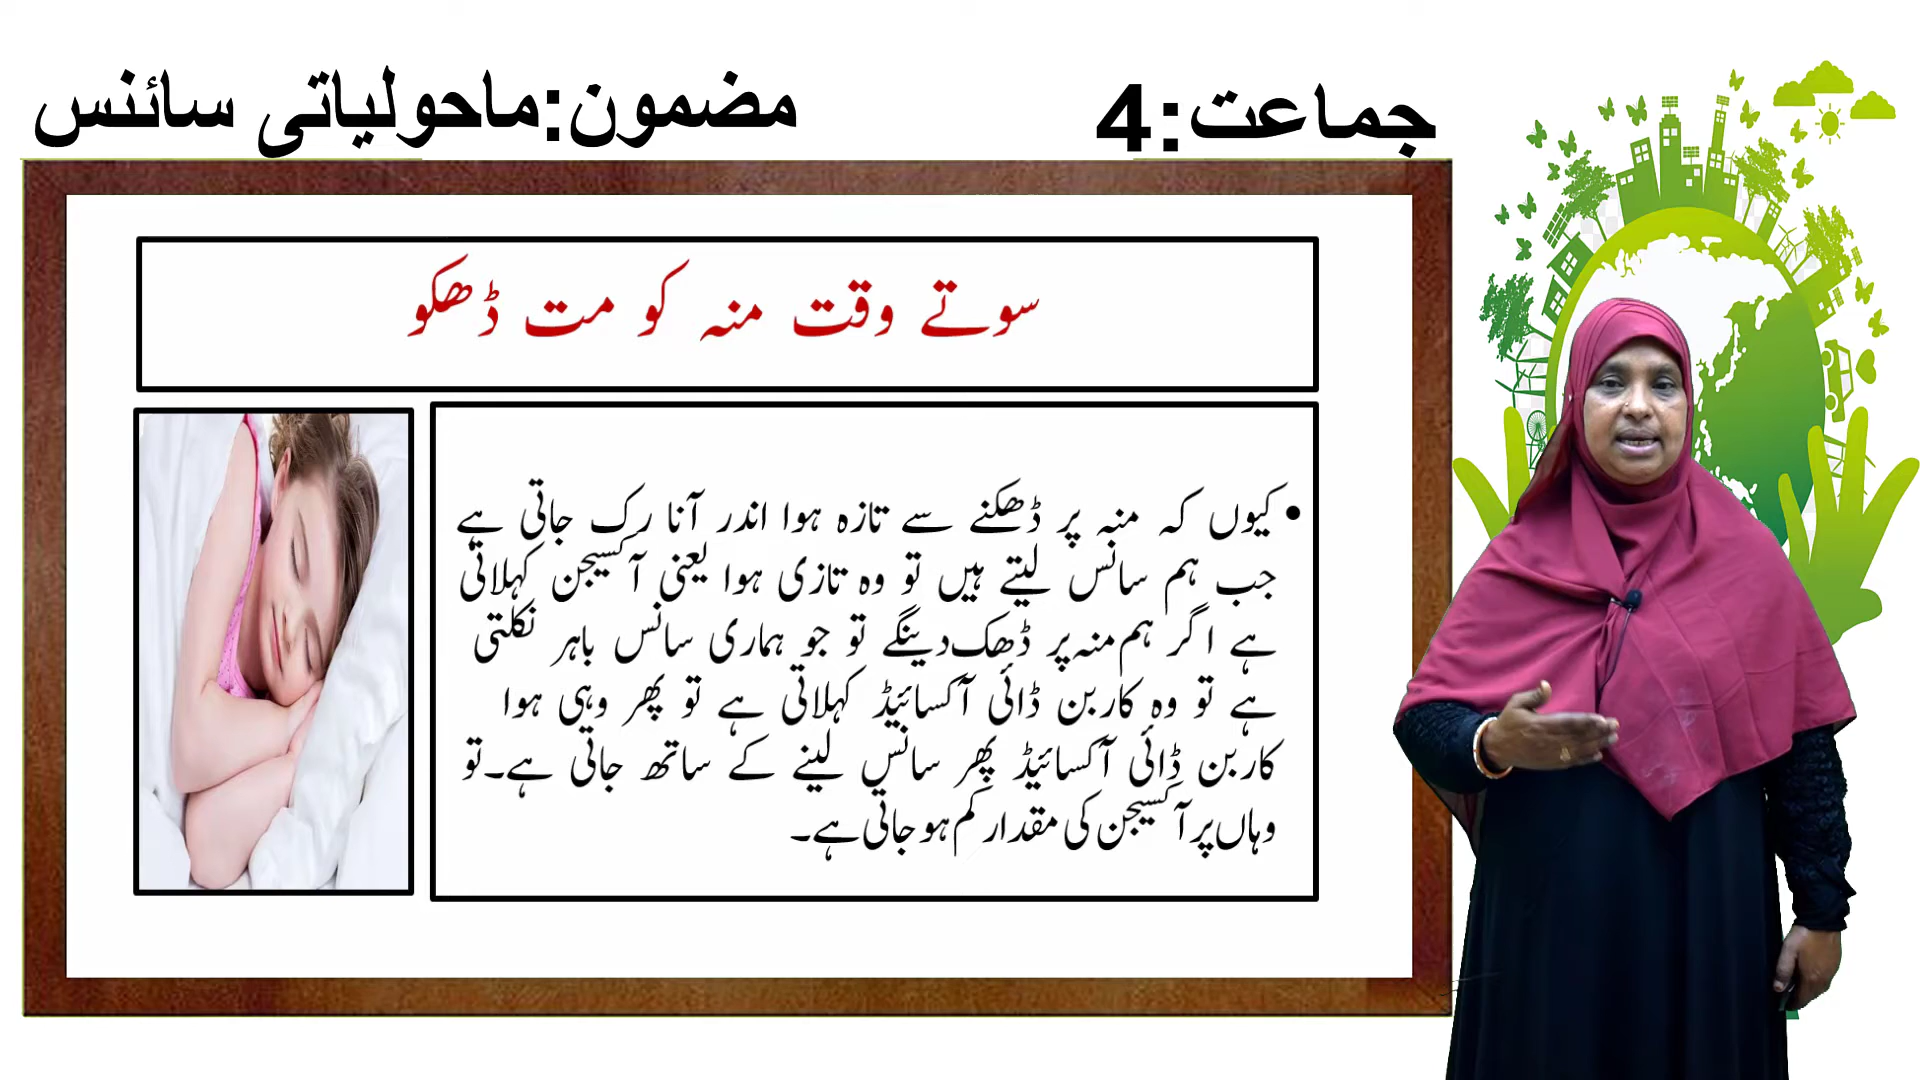 جماعت:4
مضمون:ماحولیاتی سائنس
سوتے وقت منہ کو مت ڈھکو
• کیوں کہ منہ پر ڈھکنے سے تازہ ہوا اندر آنا رک جاتی ہے
جب ہم سانس لیتے ہیں تو وہ تازی ہوا یعنی آکسیجن کہلاتی
ہے اگر ہم منہ پر ڈھک دینگے تو جو ہماری سانس باہر نکلتی
ہے تو وہ کاربن ڈائی آکسائیڈ کہلاتی ہے تو پھر وہی ہوا
کاربن ڈائی آکسائیڈ پھر سانس لینے کے ساتھ جاتی ہے۔تو
وہاں پر آکسیجن کی مقدار کم ہو جاتی ہے۔